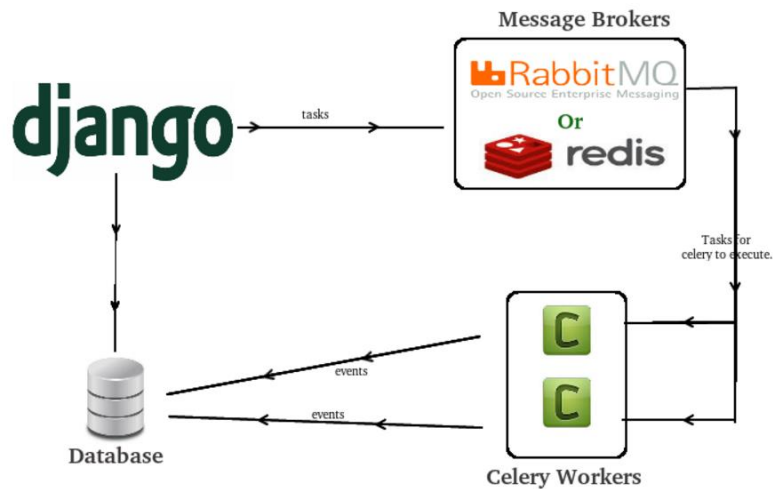 Message Brokers
RabbitMQ
Open Source Enterprise Messaging
Or
redis
django
tasks
Tasks for
celery to execute.
C
events
C
events
Database
Celery Workers